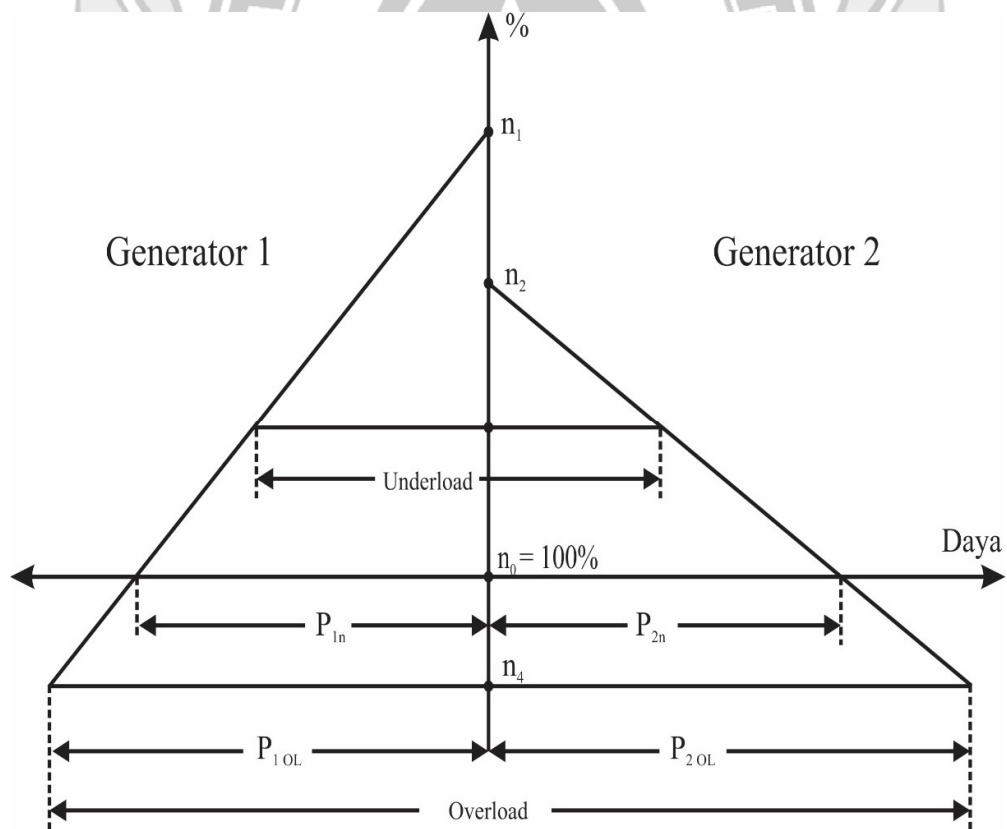 %
n₁
Generator 1
Generator 2
n₂
Underload
Daya
n₀ = 100%
P₁ₙ
P₂ₙ
n₄
P₁ OL
P₂ OL
Overload